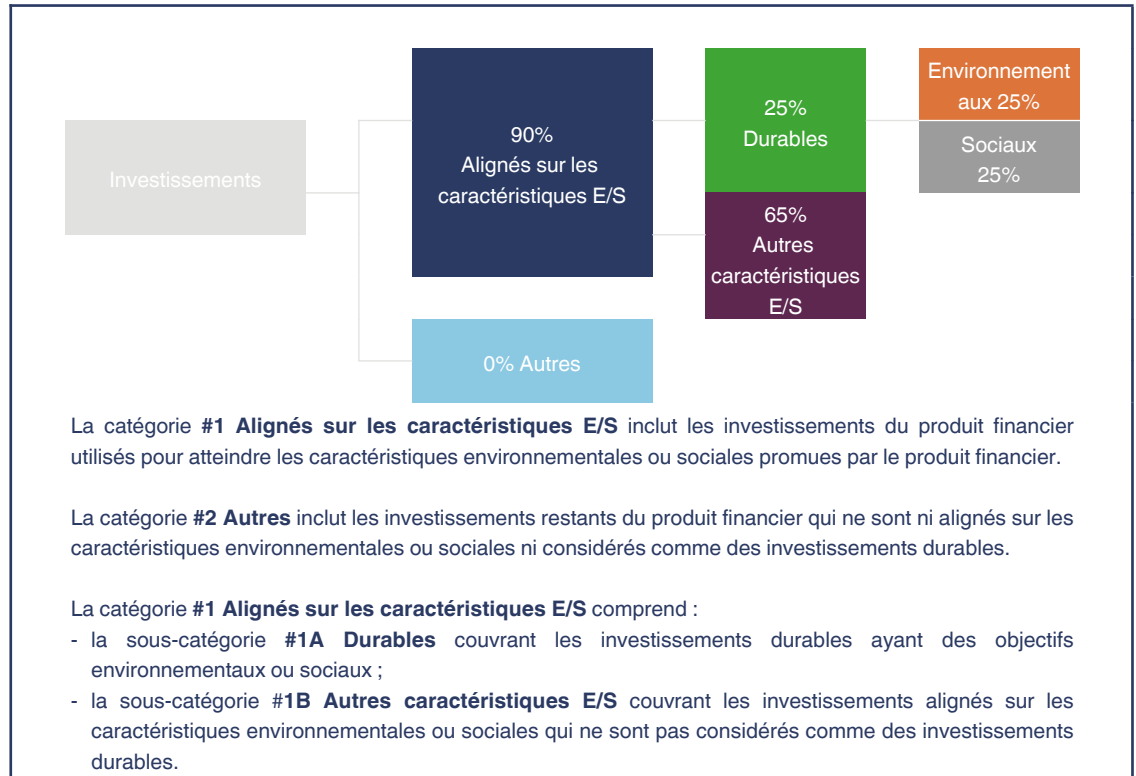 Investissements
90%
Alignés sur les
caractéristiques E/S
25%
Durables
Environnement
aux 25%
Sociaux
25%
65%
Autres
caractéristiques
E/S
0% Autres
La catégorie #1 Alignés sur les caractéristiques E/S inclut les investissements du produit financier
utilisés pour atteindre les caractéristiques environnementales ou sociales promues par le produit financier.
La catégorie #2 Autres inclut les investissements restants du produit financier qui ne sont ni alignés sur les
caractéristiques environnementales ou sociales ni considérés comme des investissements durables.
La catégorie #1 Alignés sur les caractéristiques E/S comprend :
- la sous-catégorie #1A Durables couvrant les investissements durables ayant des objectifs
environnementaux ou sociaux ;
- la sous-catégorie #1B Autres caractéristiques E/S couvrant les investissements alignés sur les
caractéristiques environnementales ou sociales qui ne sont pas considérés comme des investissements
durables.